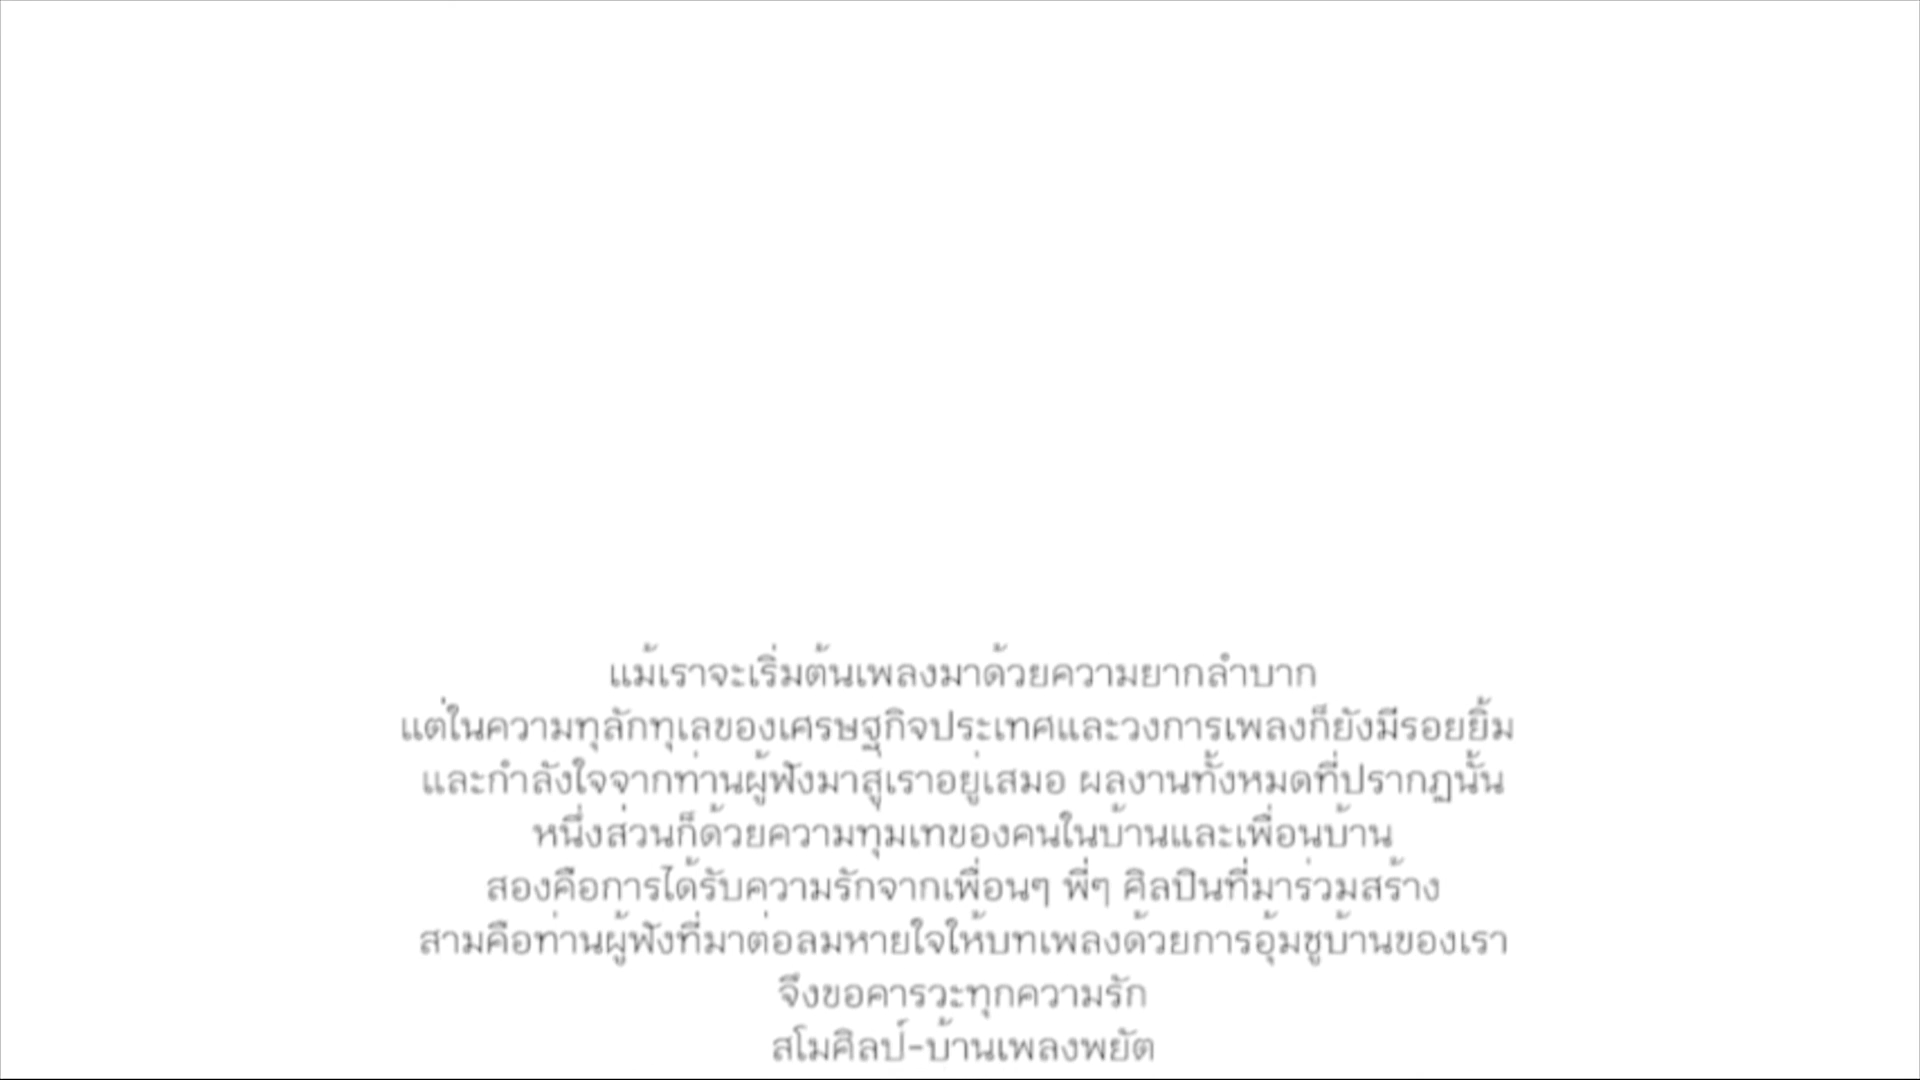 แม้เราจะเริ่มต้นเพลงมาด้วยความยากลำบาก
แต่ในความทุลักทุเลของเศรษฐกิจประเทศและวงการเพลงก็ยังมีรอยยิ้ม
และกำลังใจจากท่านผู้ฟังมาสู่เราอยู่เสมอ ผลงานทั้งหมดที่ปรากฏนั้น
หนึ่งส่วนก็ด้วยความทุ่มเทของคนในบ้านและเพื่อนบ้าน
สองคือการได้รับความรักจากเพื่อนๆ พี่ๆ ศิลปินที่มาร่วมสร้าง
สามคือท่านผู้ฟังที่มาต่อลมหายใจให้บทเพลงด้วยการอุ้มชูบ้านของเรา
จึงขอคารวะทุกความรัก
สโมศิลป์-บ้านเพลงพยัต